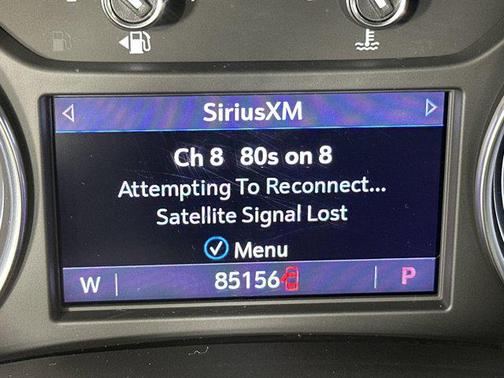 SiriusXM
Ch 8 80s on 8
Attempting To Reconnect...
Satellite Signal Lost
Menu
W 85156 P